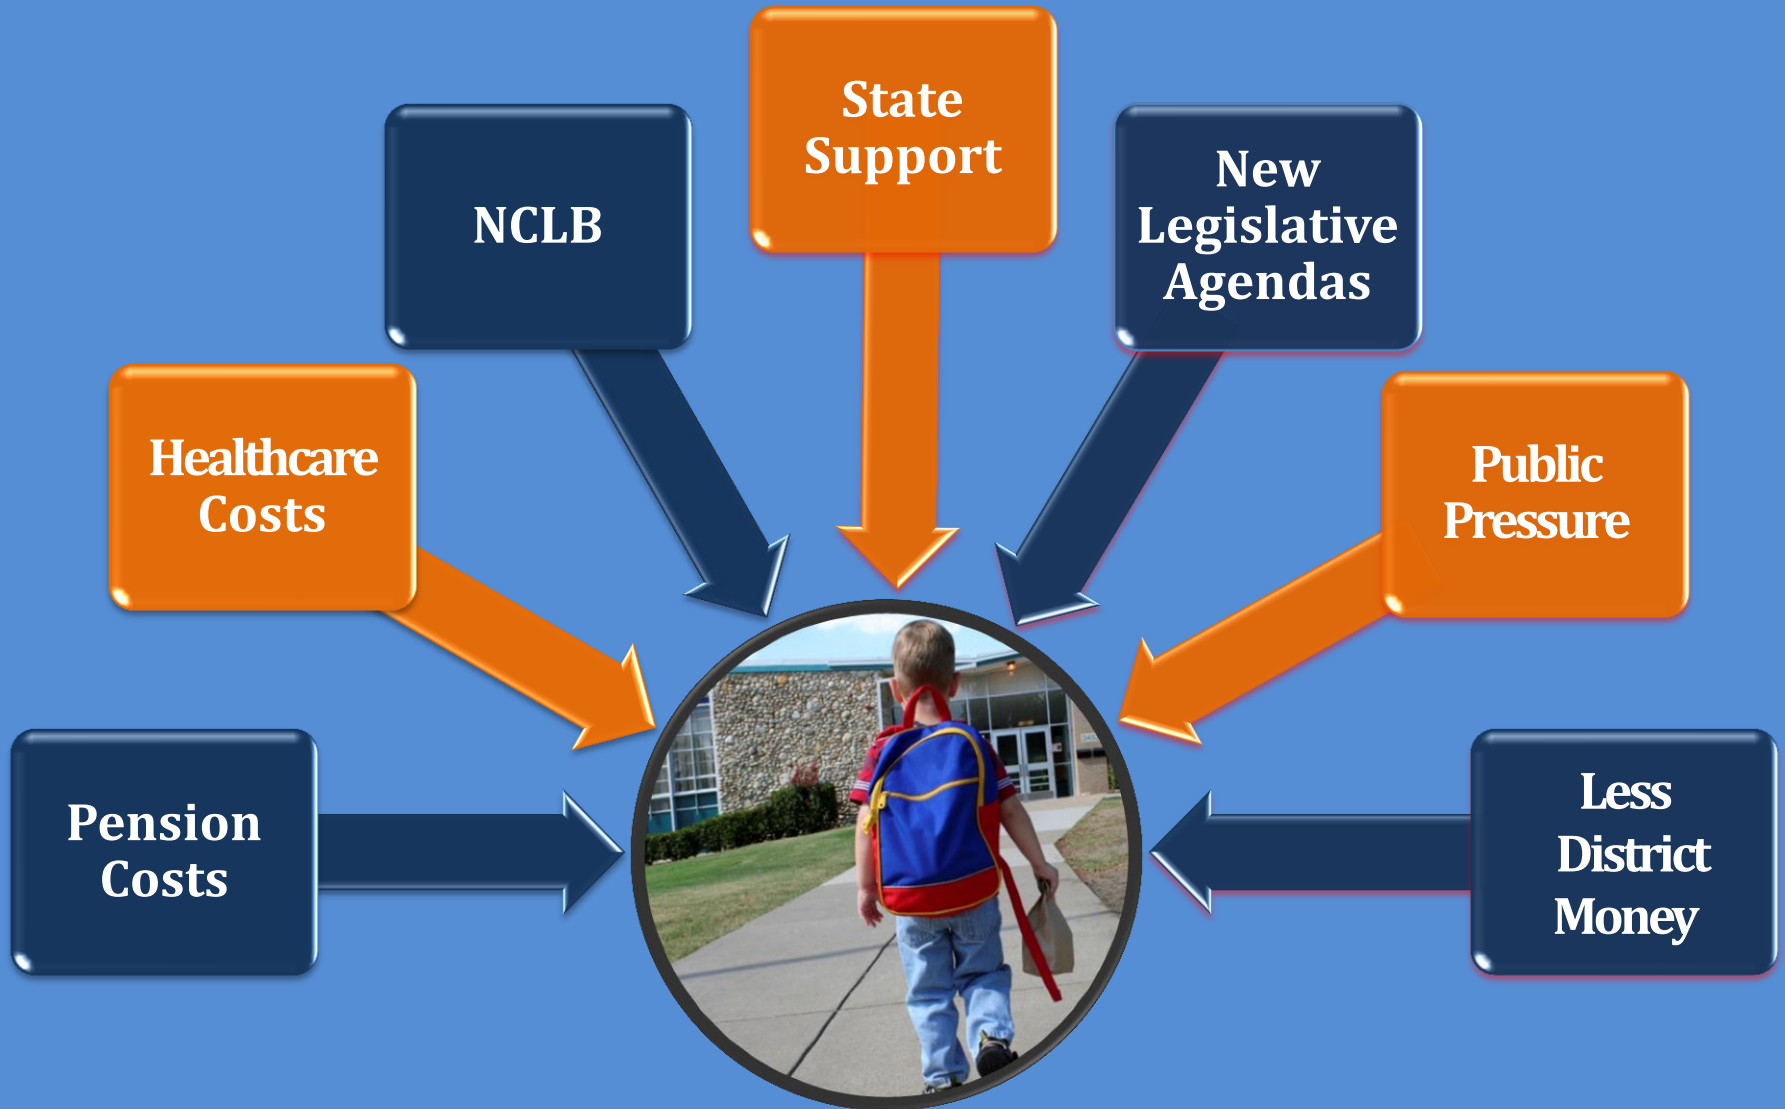 State
Support
NCLB
New
Legislative
Agendas
Healthcare
Costs
Public
Pressure
Pension
Costs
Less
District
Money